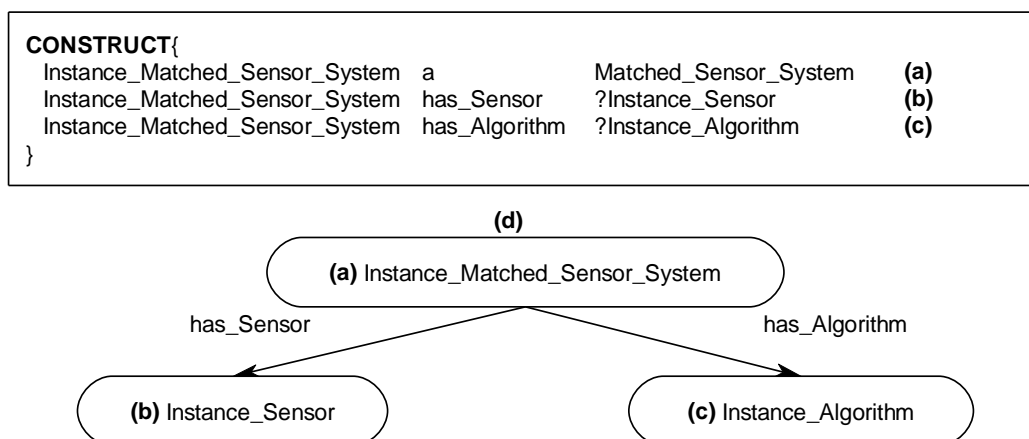 CONSTRUCT{
Instance_Matched_Sensor_System a Matched_Sensor_System (a)
Instance_Matched_Sensor_System has_Sensor ?Instance_Sensor (b)
Instance_Matched_Sensor_System has_Algorithm ?Instance_Algorithm (c)
}
(d)
(a) Instance_Matched_Sensor_System
has_Sensor has_Algorithm
(b) Instance_Sensor (c) Instance_Algorithm